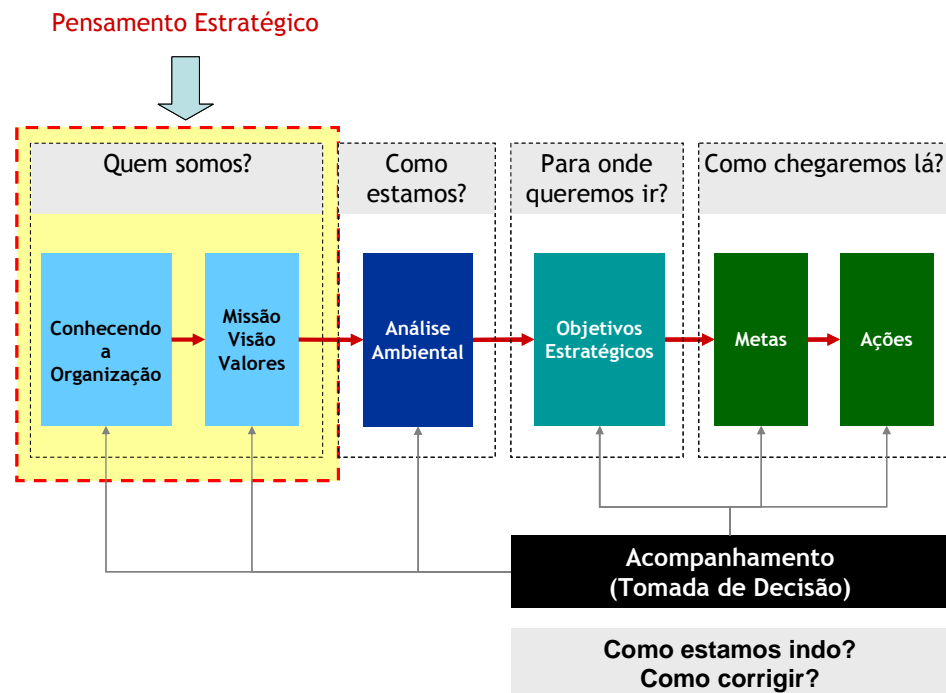 Pensamento Estratégico
Quem somos?
Como
estamos?
Para onde
queremos ir?
Como chegaremos lá?
Conhecendo
a
Organização
Missão
Visão
Valores
Análise
Ambiental
Objetivos
Estratégicos
Metas
Ações
Acompanhamento
(Tomada de Decisão)
Como estamos indo?
Como corrigir?